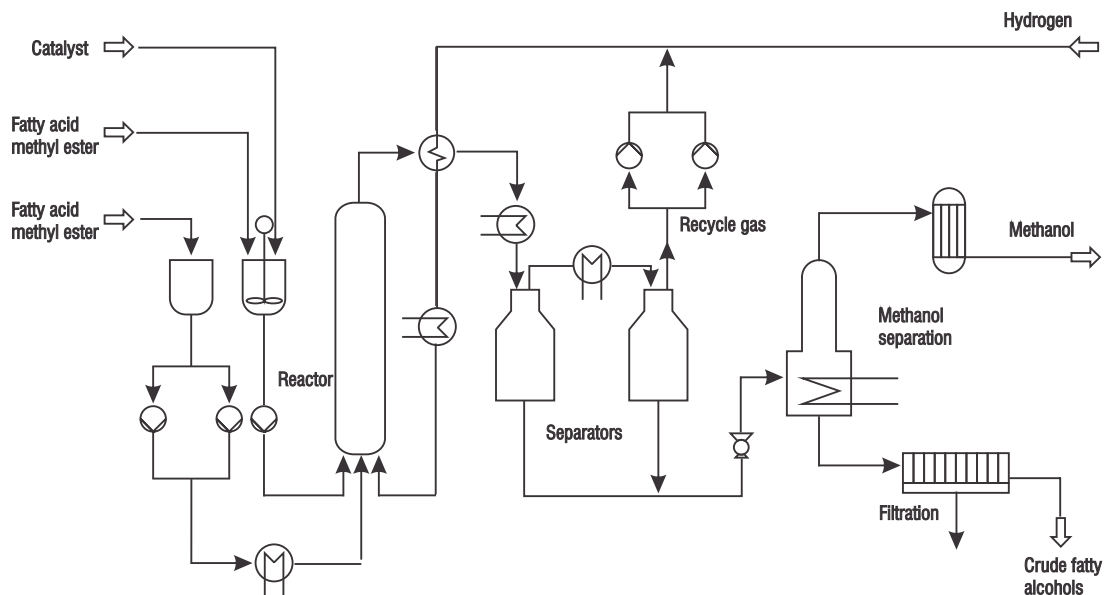 Hydrogen
Catalyst
Fatty acid
methyl ester
Fatty acid
methyl ester
Recycle gas
Methanol
Methanol
separation
Reactor
Separators
Filtration
Crude fatty
alcohols